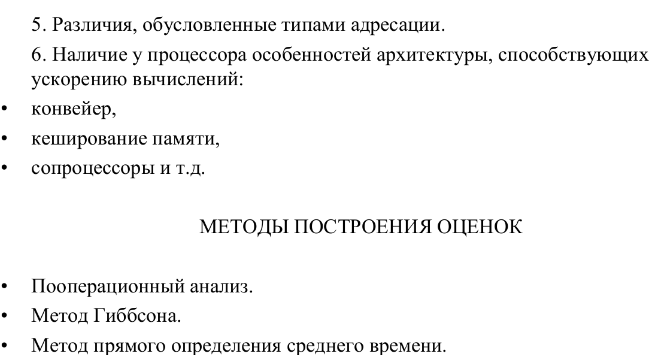 5. Различия, обусловленные типами адресации.
6. Наличие у процессора особенностей архитектуры, способствующих
ускорению вычислений:
• конвейер,
• кеширование памяти,
• сопроцессоры и т.д.
МЕТОДЫ ПОСТРОЕНИЯ ОЦЕНОК
• Пооперационный анализ.
• Метод Гиббсона.
• Метод прямого определения среднего времени.